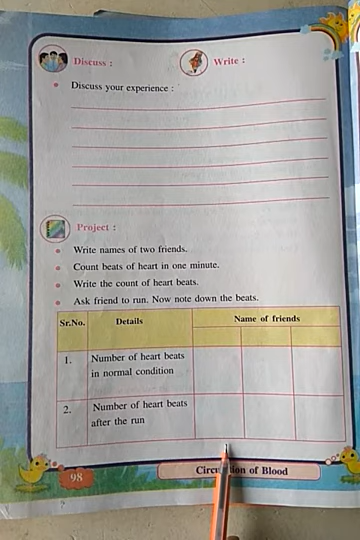 Discuss :
Write :
Discuss your experience :
Project :
Write names of two friends.
Count beats of heart in one minute.
Write the count of heart beats.
Ask friend to run. Now note down the beats.
Sr.No. Details Name of friends
1. Number of heart beats
in normal condition
2. Number of heart beats
after the run
98
of Blood